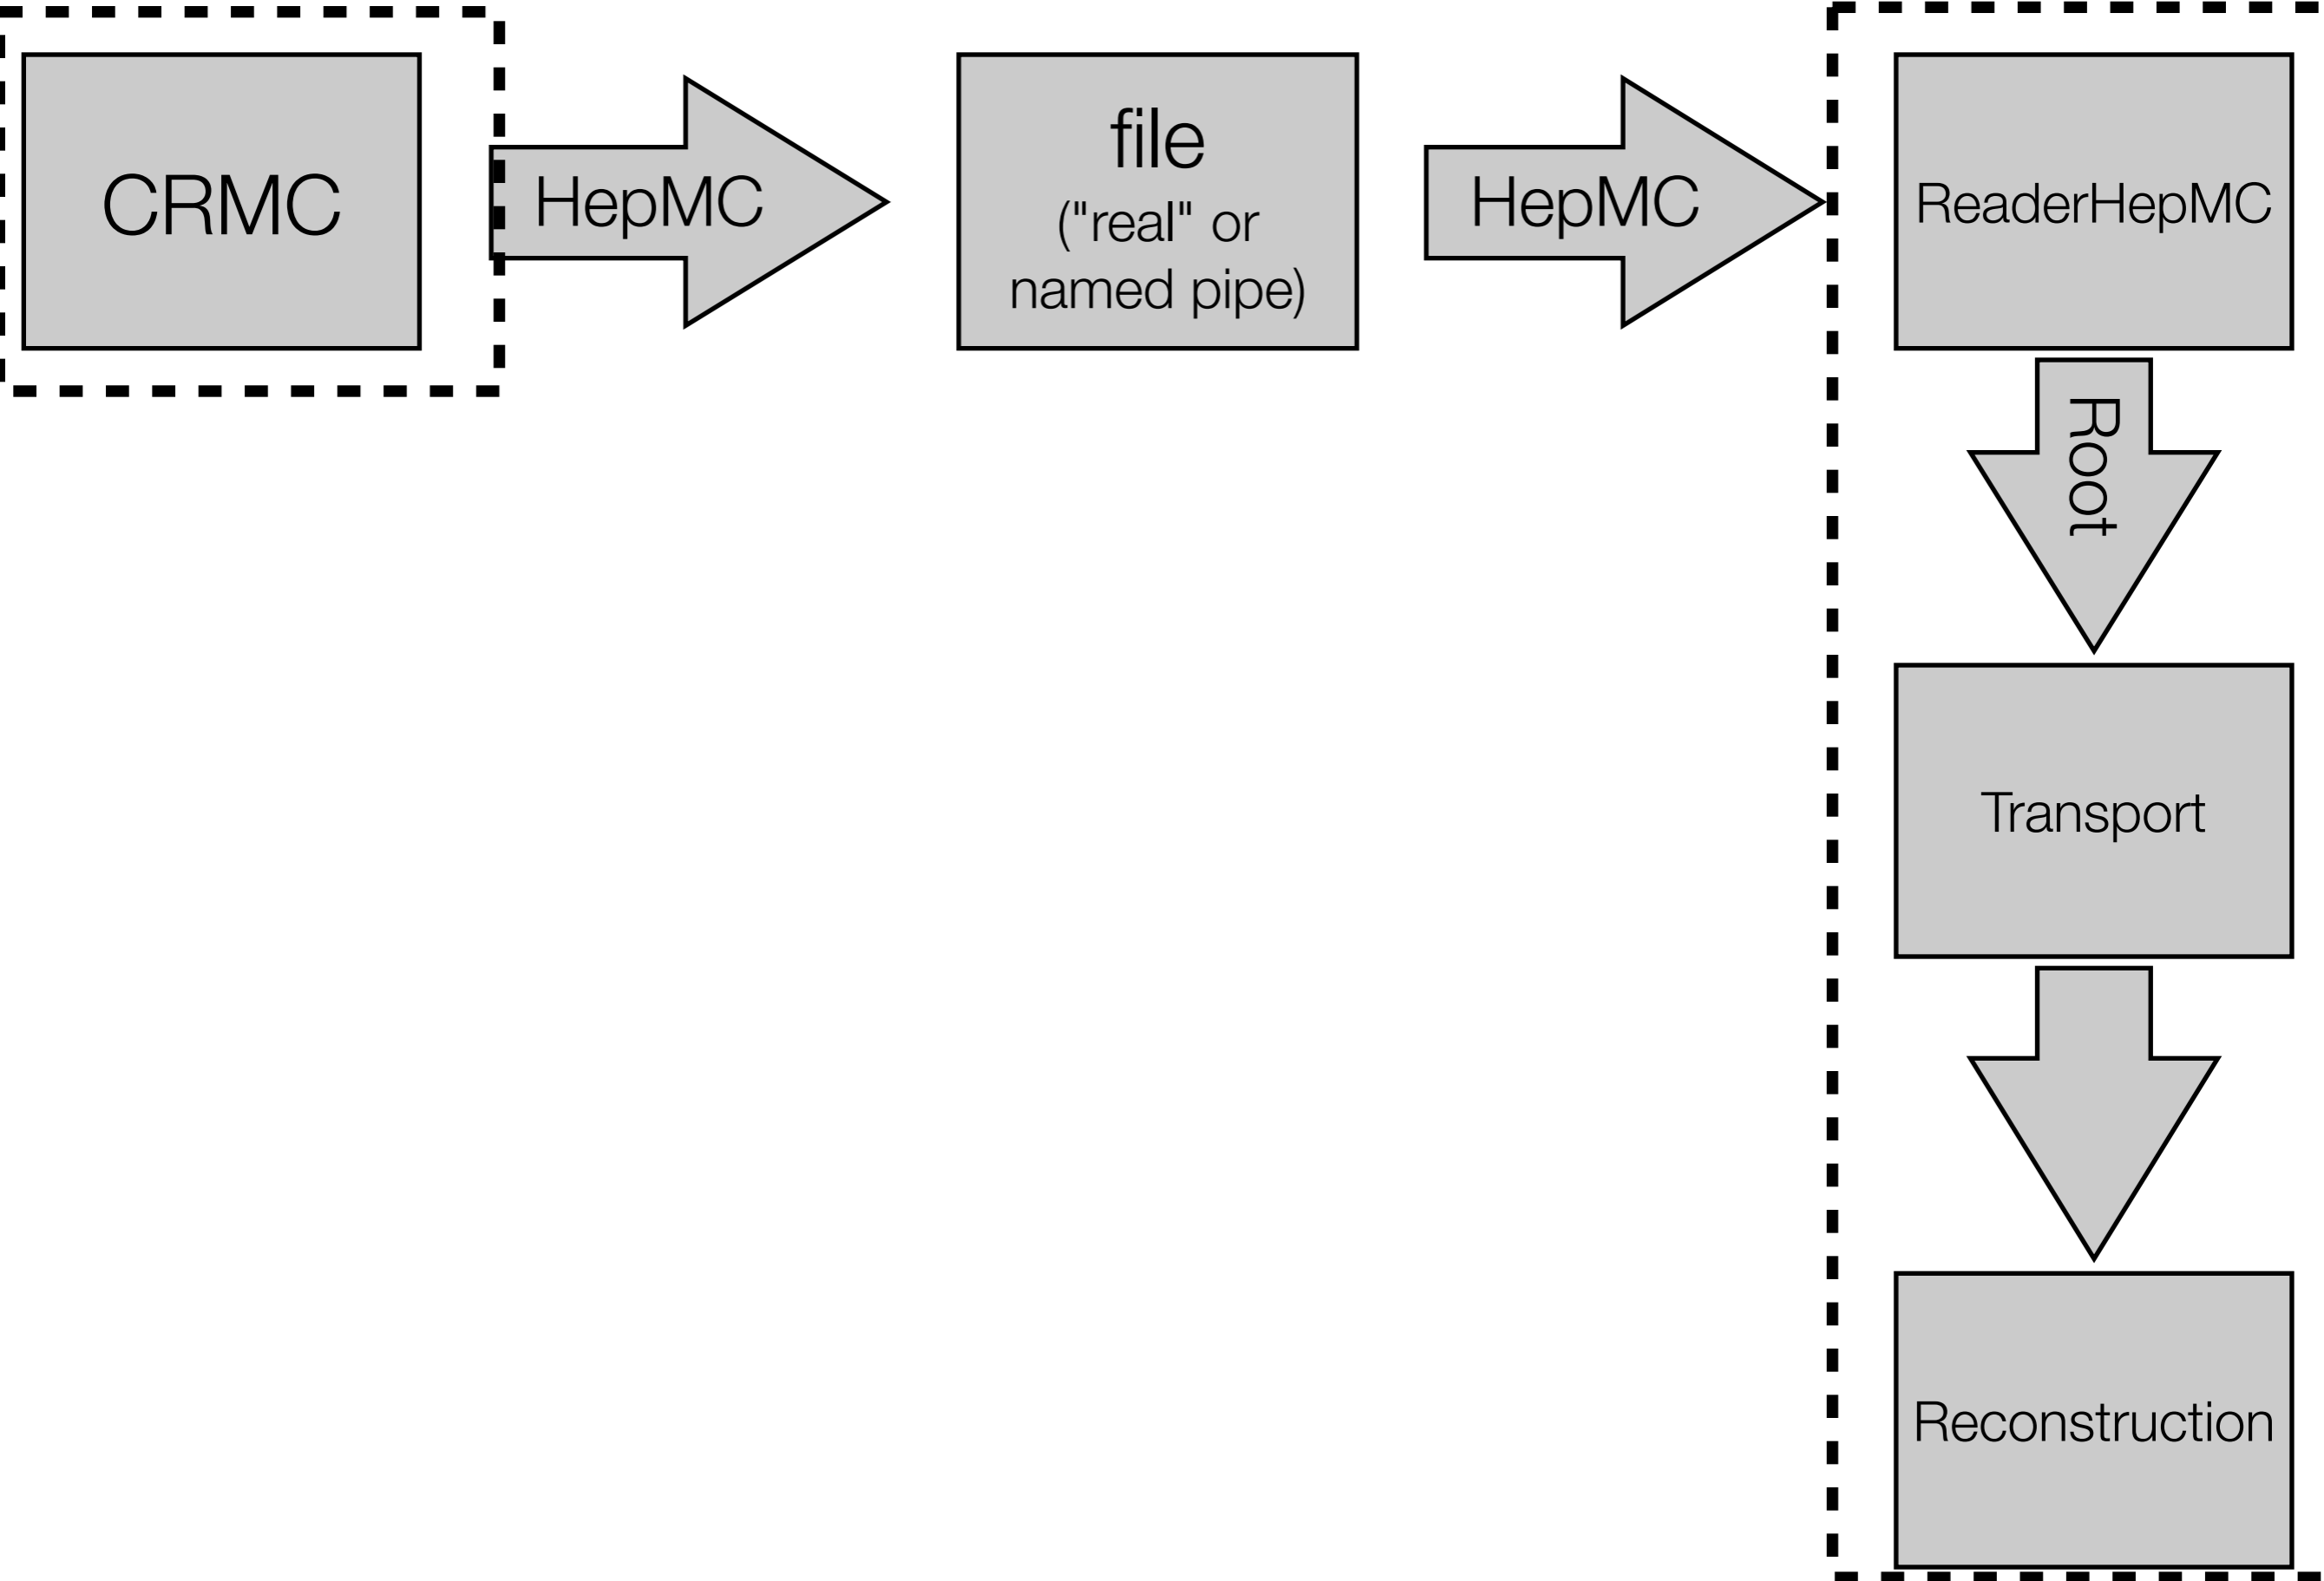 CRMC
HepMC
file
("real" or
named pipe)
HepMC
ReaderHepMC
Root
Transport
Reconstruction